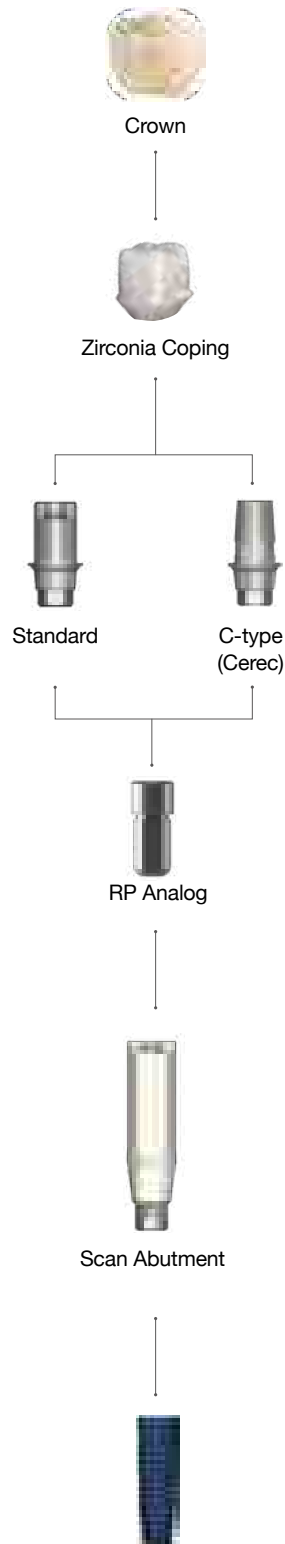 Crown
Zirconia Coping
Standard
C-type
(Cerec)
RP Analog
Scan Abutment